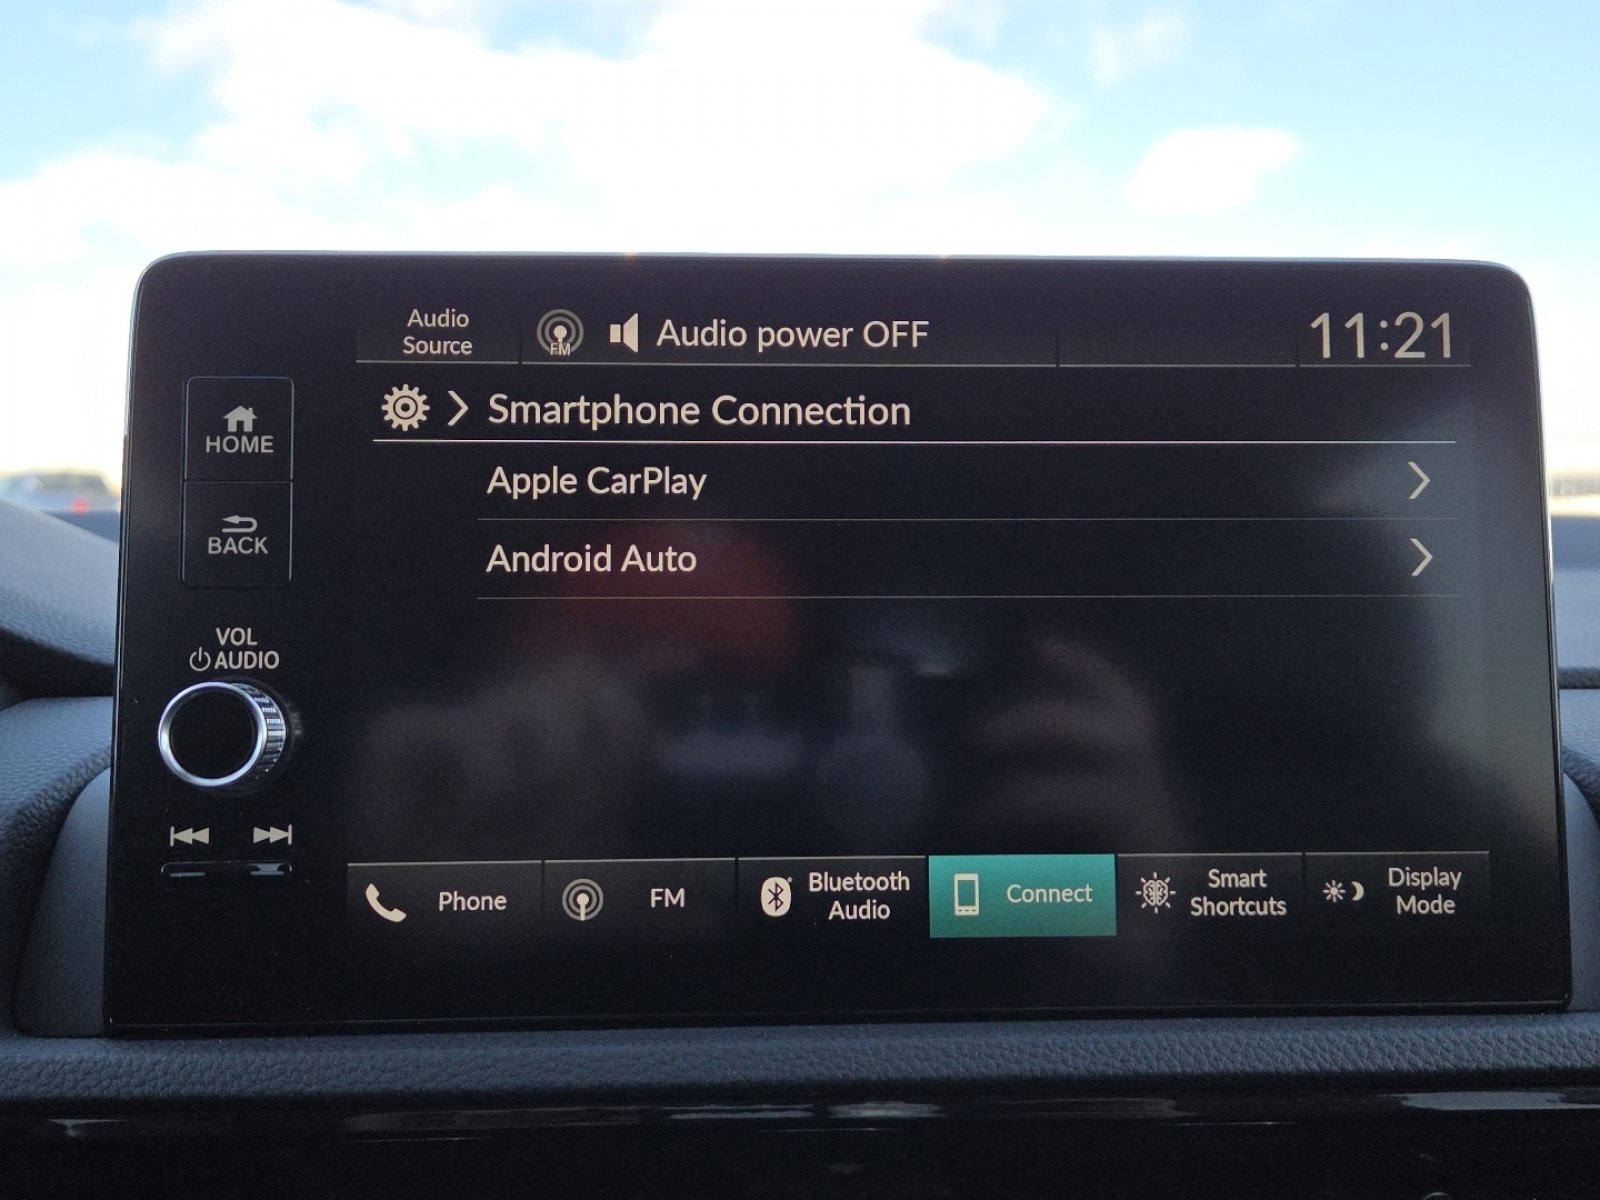 Audio
Source
FM
Audio power OFF
11:21
HOME
Smartphone Connection
Apple CarPlay
BACK
Android Auto
VOL
AUDIO
Phone
FM
Bluetooth
Audio
Connect
Smart
Shortcuts
Display
Mode